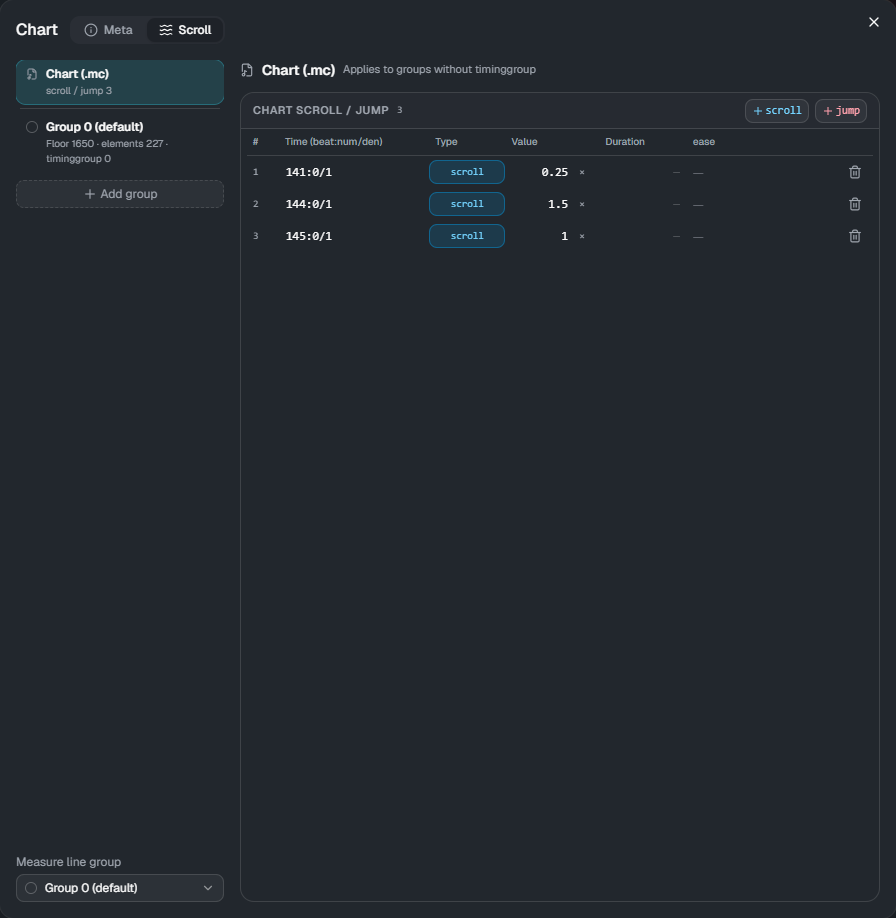 Chart
Meta
Scroll
Chart (.mc)
scroll / jump 3
Group 0 (default)
Floor 1650 · elements 227 ·
timinggroup 0
+ Add group
Measure line group
Group 0 (default)
Chart (.mc) Applies to groups without timinggroup
CHART SCROLL / JUMP 3
+ scroll
+ jump
# Time (beat:num/den) Type Value Duration ease
1 141:0/1 scroll 0.25 × — —
2 144:0/1 scroll 1.5 × — —
3 145:0/1 scroll 1 × — —